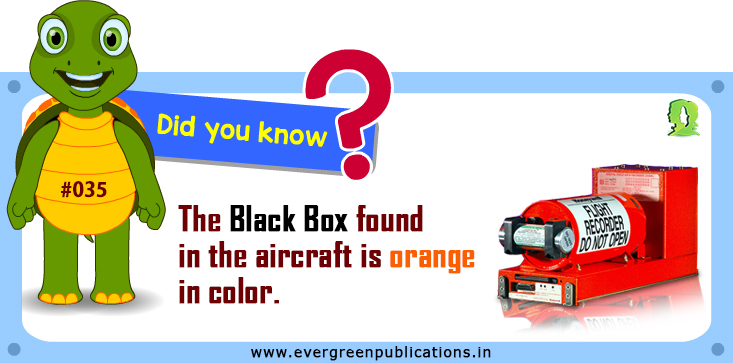 Did you know
?
#035
The Black Box found
in the aircraft is orange
in color.
FLIGHT
RECORDER
DO NOT OPEN
www.evergreenpublications.in